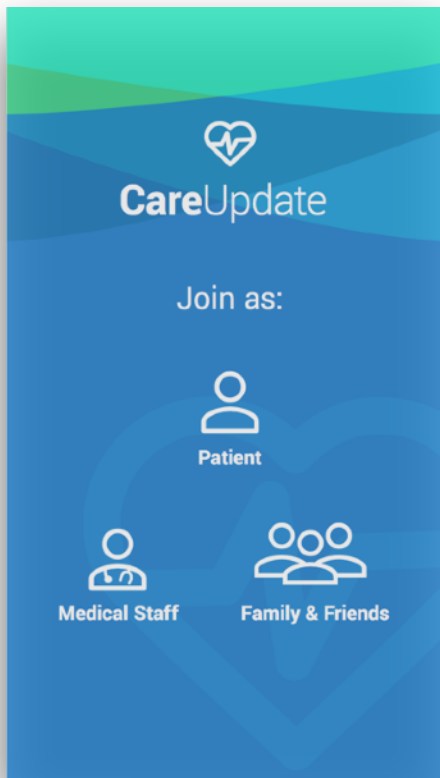 CareUpdate
Join as:
Patient
Medical Staff
Family & Friends